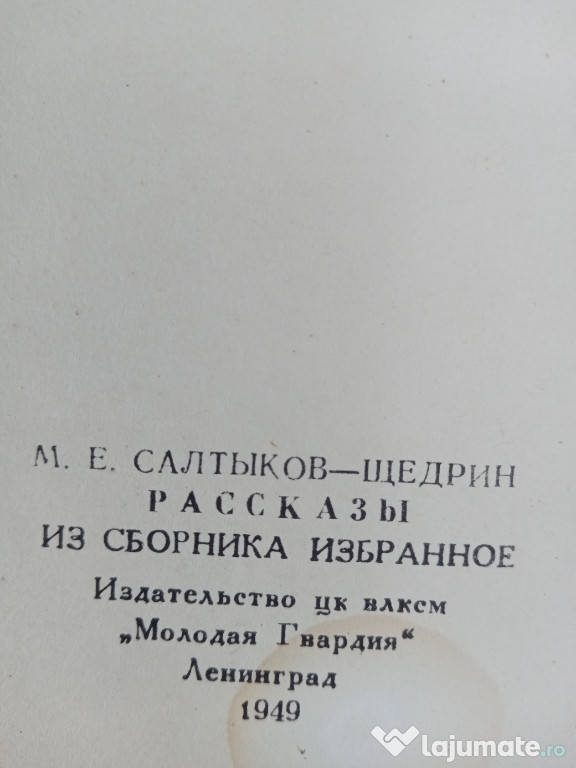 М. Е. САЛТЫКОВ—ЩЕДРИН
РАССКАЗЫ
ИЗ СБОРНИКА ИЗБРАННОЕ
Издательство цк влксм
„Молодая Гвардия“
Ленинград
1949
lajumate.ro